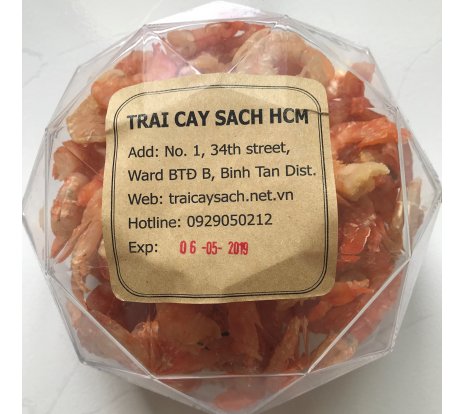 TRAI CAY SACH HCM
Add: No. 1, 34th street,
Ward BTĐ B, Binh Tan Dist.
Web: traicaysach.net.vn
Hotline: 0929050212
Exp: 06-05-2019